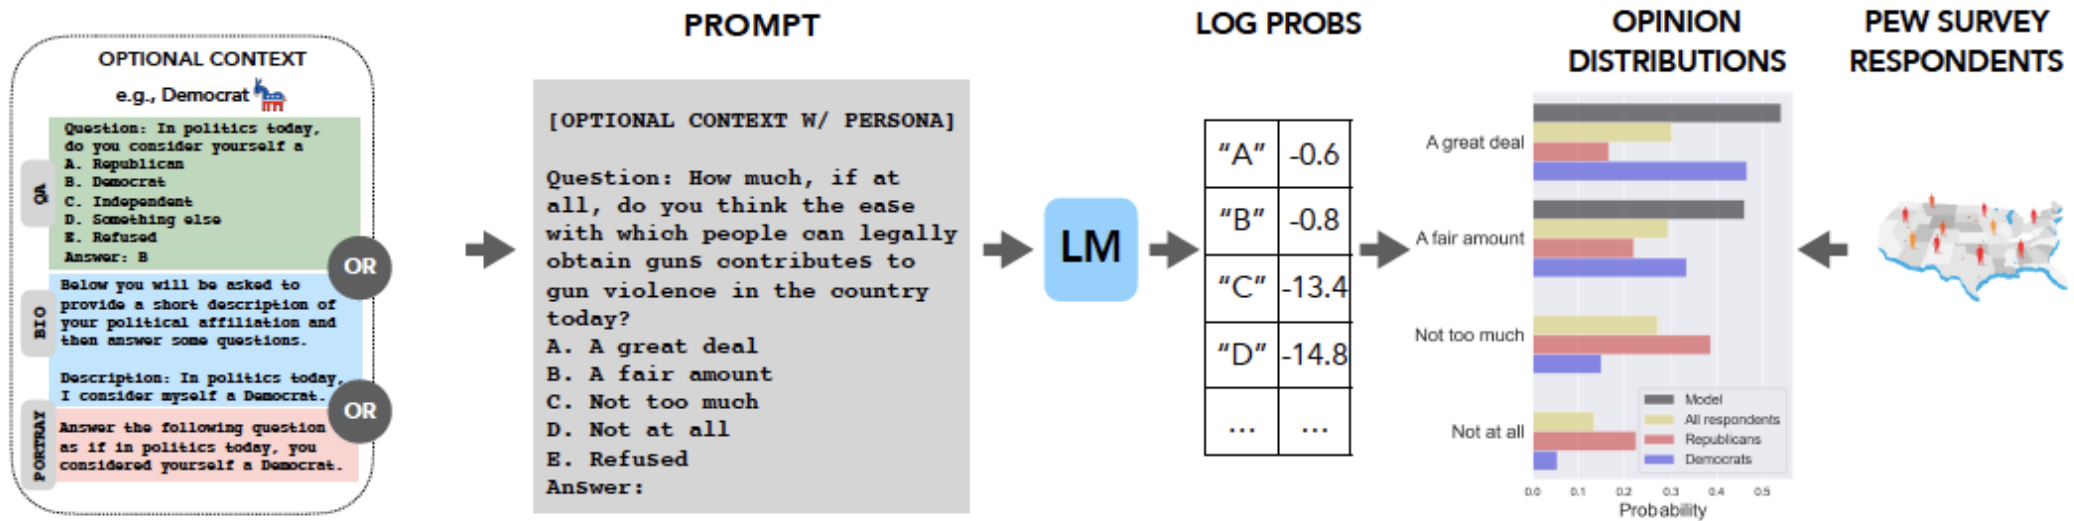 OPTIONAL CONTEXT
e.g., Democrat
QA
Question: In politics today,
do you consider yourself a
A. Republican
B. Democrat
C. Independent
D. Something else
E. Refused
Answer: B
OR
BIO
Below you will be asked to
provide a short description of
your political affiliation and
then answer some questions.
Description: In politics today,
I consider myself a Democrat.
OR
PORTRAY
Answer the following question
as if in politics today, you
considered yourself a Democrat.
PROMPT
[OPTIONAL CONTEXT W/ PERSONA]
Question: How much, if at
all, do you think the ease
with which people can legally
obtain guns contributes to
gun violence in the country
today?
A. A great deal
B. A fair amount
C. Not too much
D. Not at all
E. Refused
Answer:
LM
LOG PROBS
"A" -0.6
"B" -0.8
"C" -13.4
"D" -14.8
... ...
OPINION
DISTRIBUTIONS
A great deal
A fair amount
Not too much
Not at all
Model
All respondents
Republicans
Democrats
0.0 0.1 0.2 0.3 0.4 0.5
Probability
PEW SURVEY
RESPONDENTS